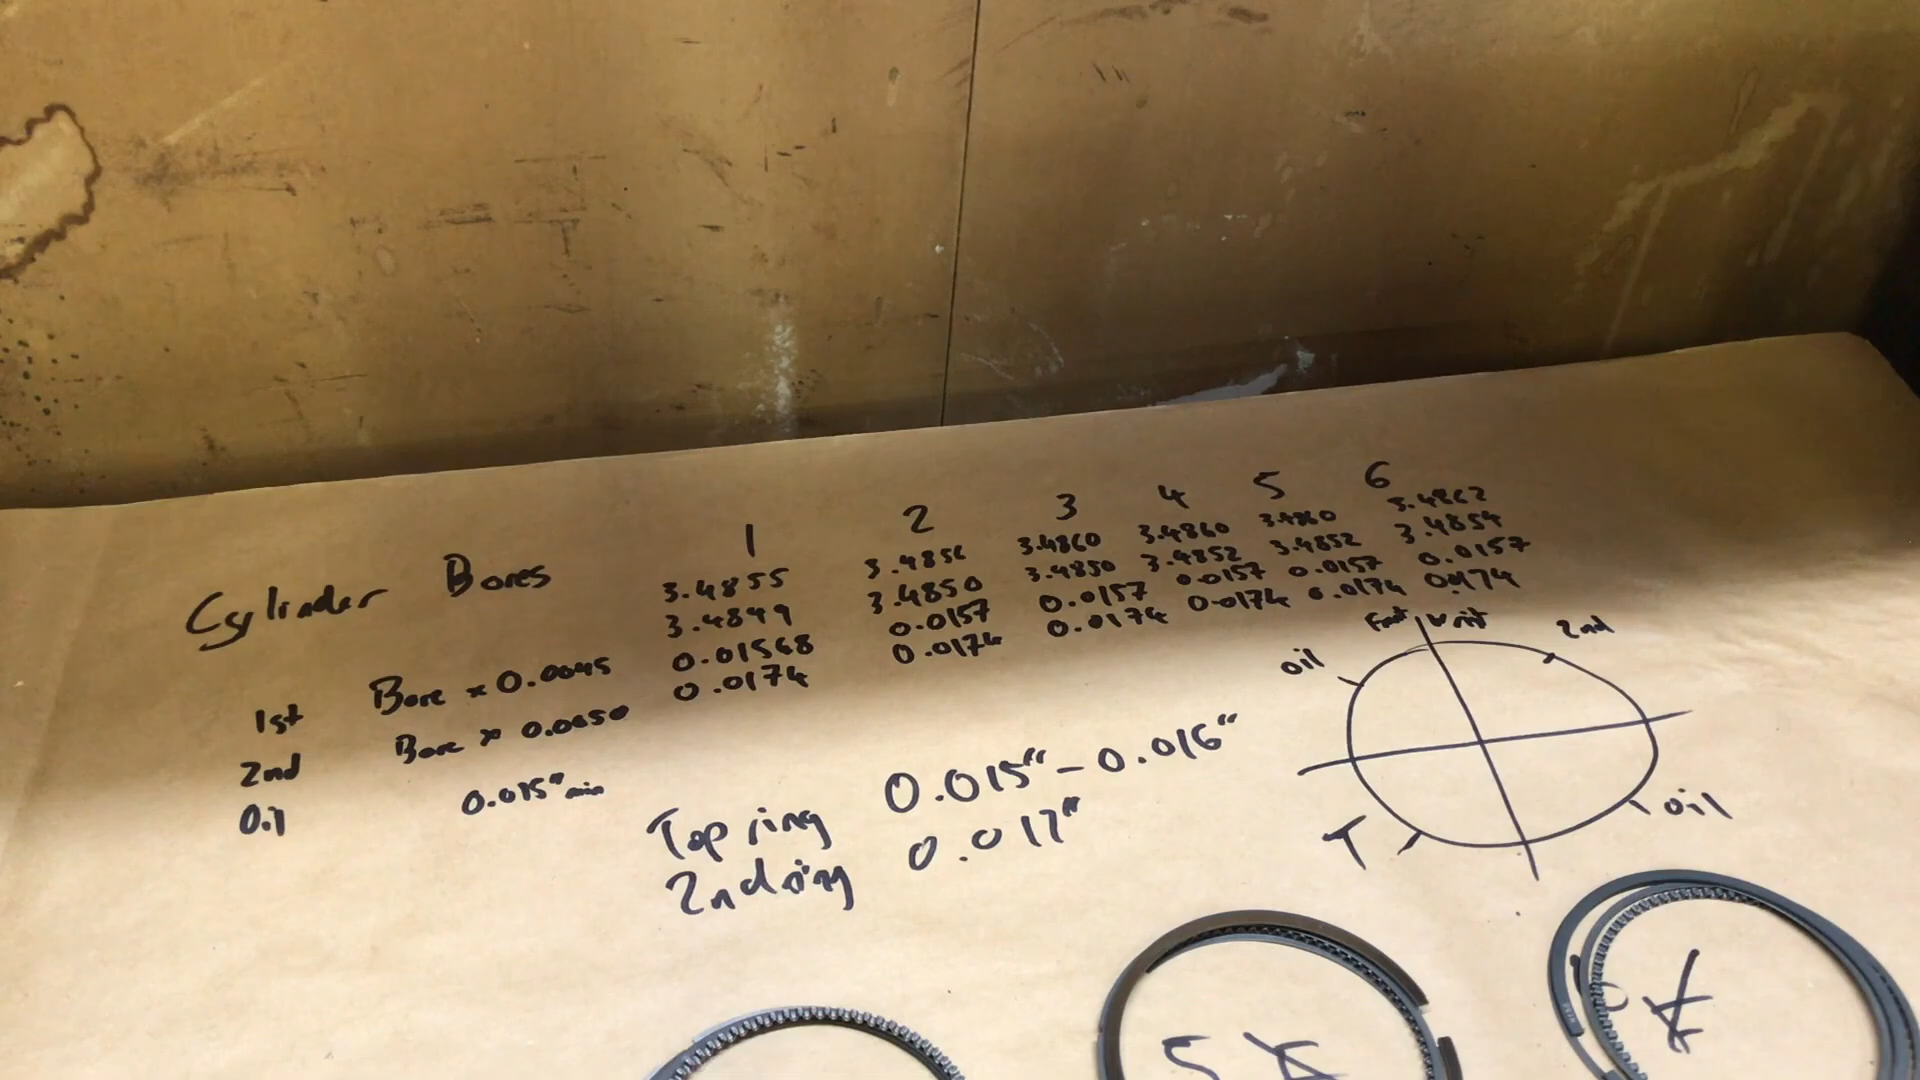 1 2 3 4 5 6
Cylinder Bores 3.4855 3.4856 3.4860 3.4860 3.4860 3.4862
3.4849 3.4850 3.4850 3.4852 3.4852 3.4854
1st Bore x 0.0045 0.01568 0.0157 0.0157 0.0157 0.0157 0.0157
2nd Bore x 0.0050 0.0174 0.0174 0.0174 0.0174 0.0174 0.0174
Oil 0.015" min
Top ring 0.015" - 0.016"
2nd ring 0.017"
2nd
oil
oil
T
5